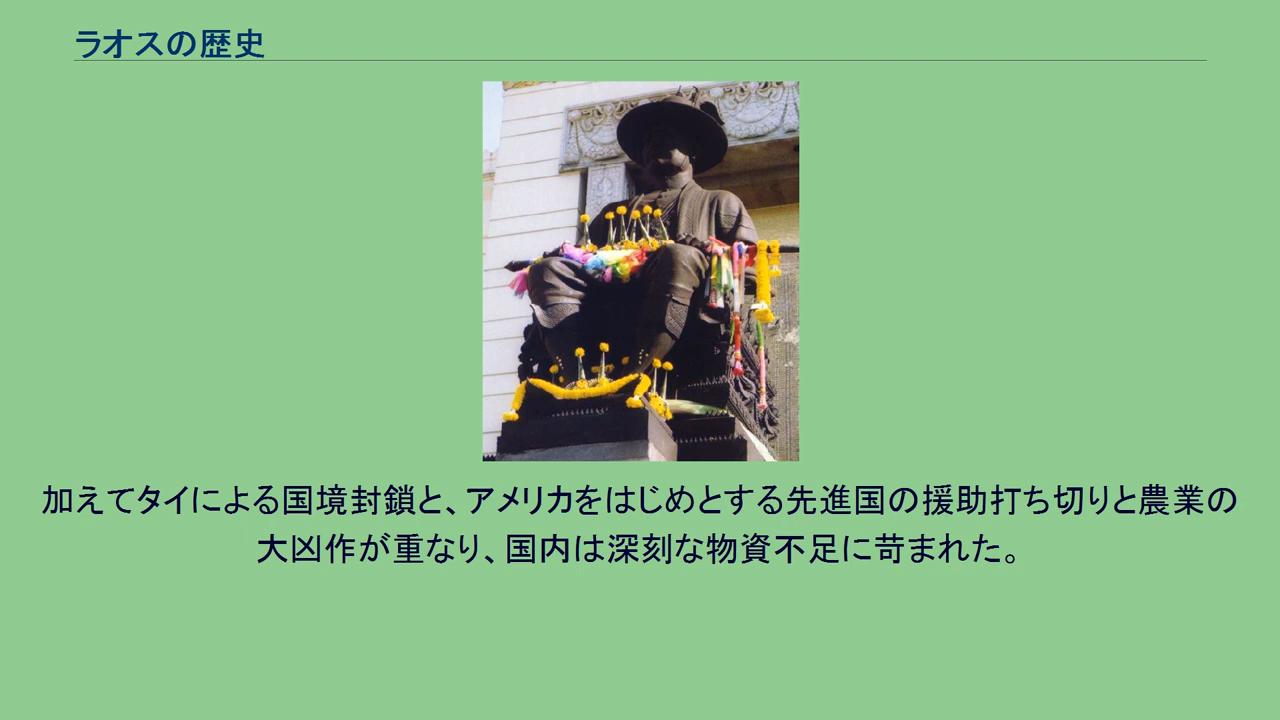 ラオスの歴史
加えてタイによる国境封鎖と、アメリカをはじめとする先進国の援助打ち切りと農業の
大凶作が重なり、国内は深刻な物資不足に苛まれた。